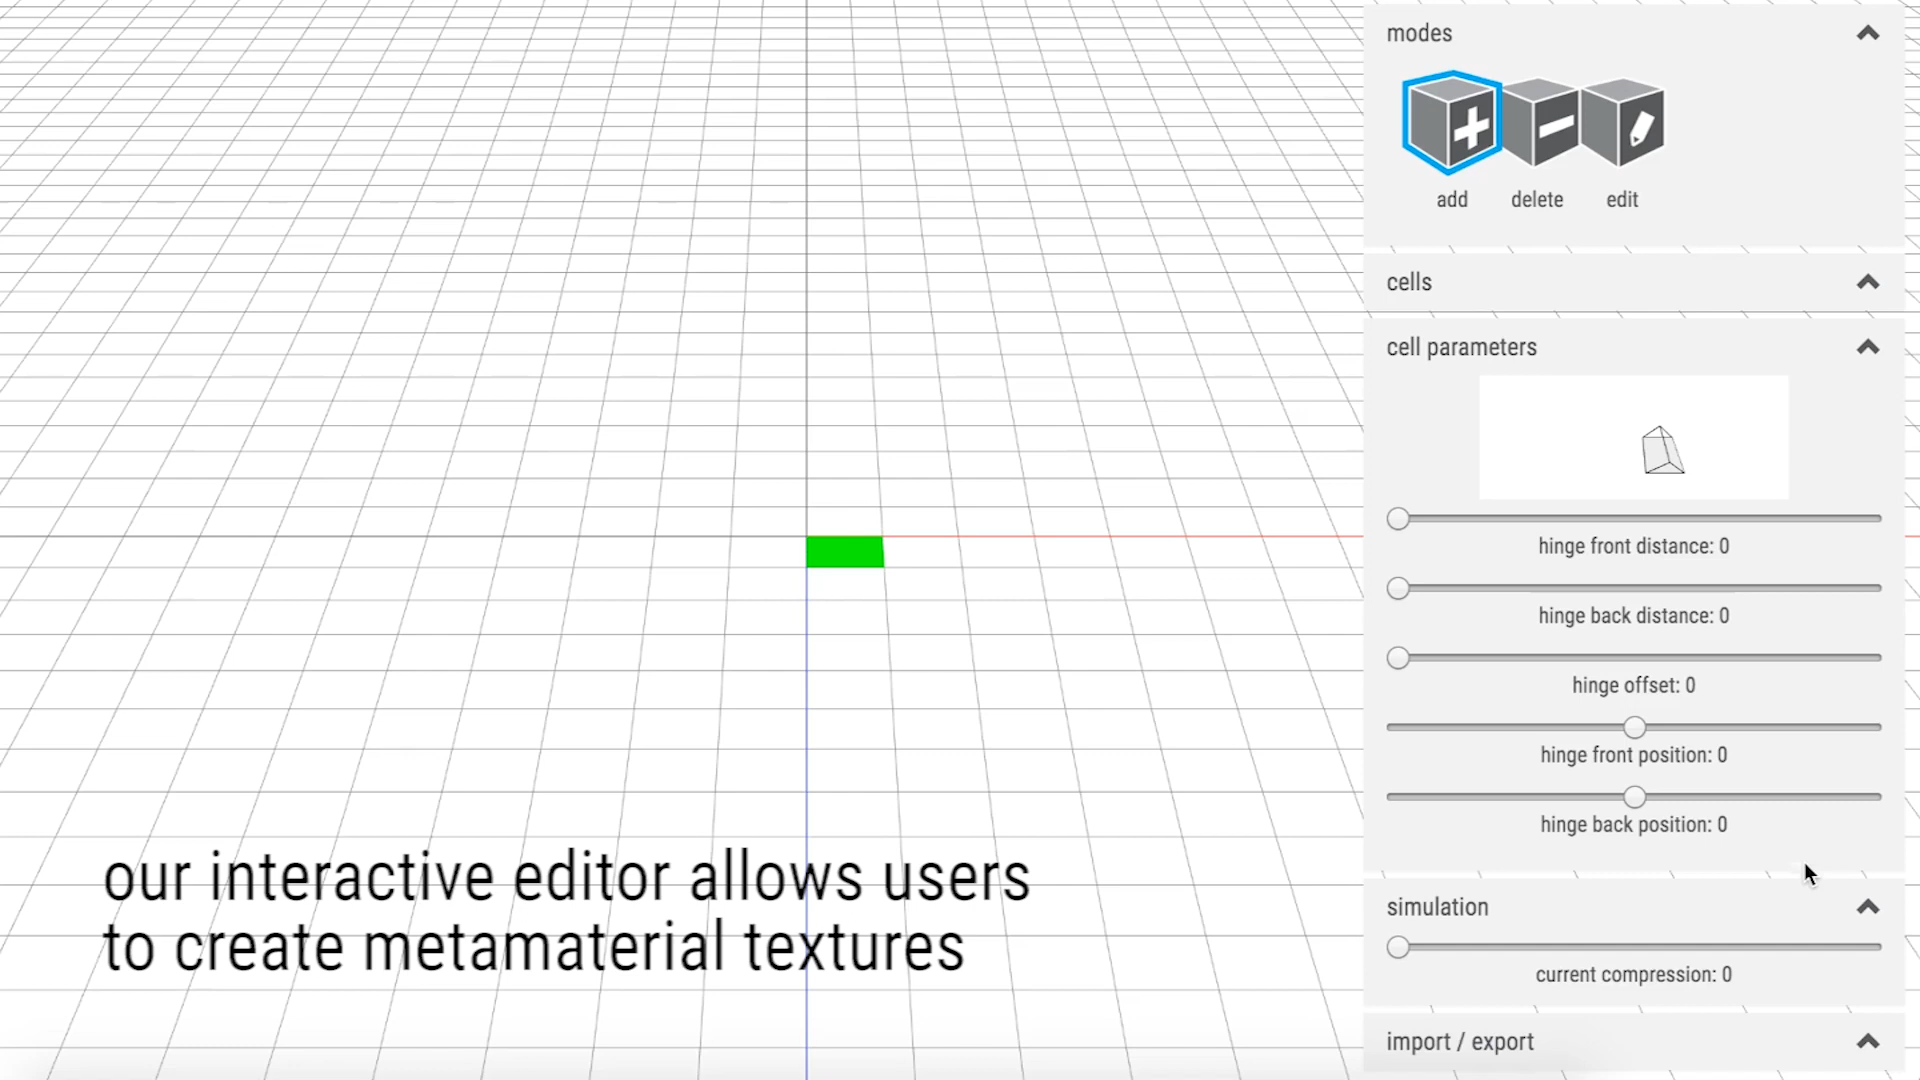 modes
add delete edit
cells
cell parameters
hinge front distance: 0
hinge back distance: 0
hinge offset: 0
hinge front position: 0
hinge back position: 0
simulation
current compression: 0
import / export
our interactive editor allows users
to create metamaterial textures